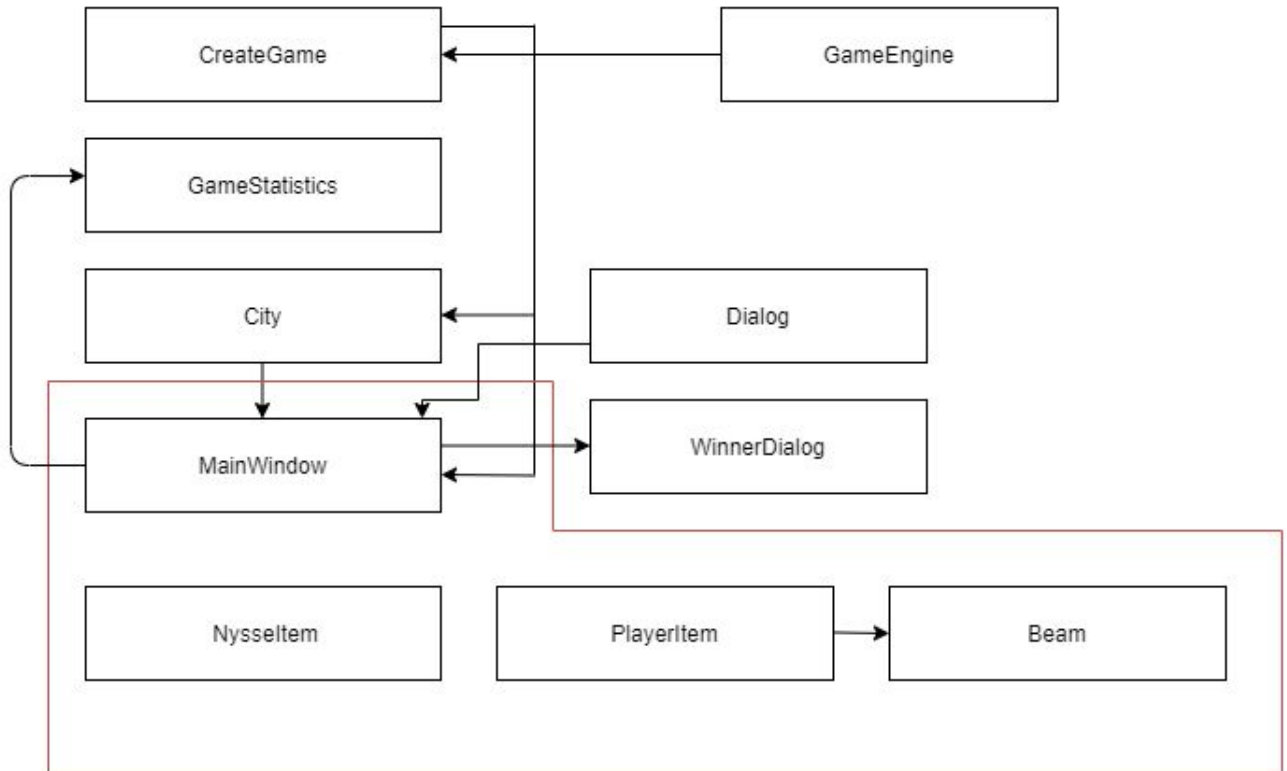 CreateGame
GameEngine
GameStatistics
City
Dialog
MainWindow
WinnerDialog
NysseItem
PlayerItem
Beam